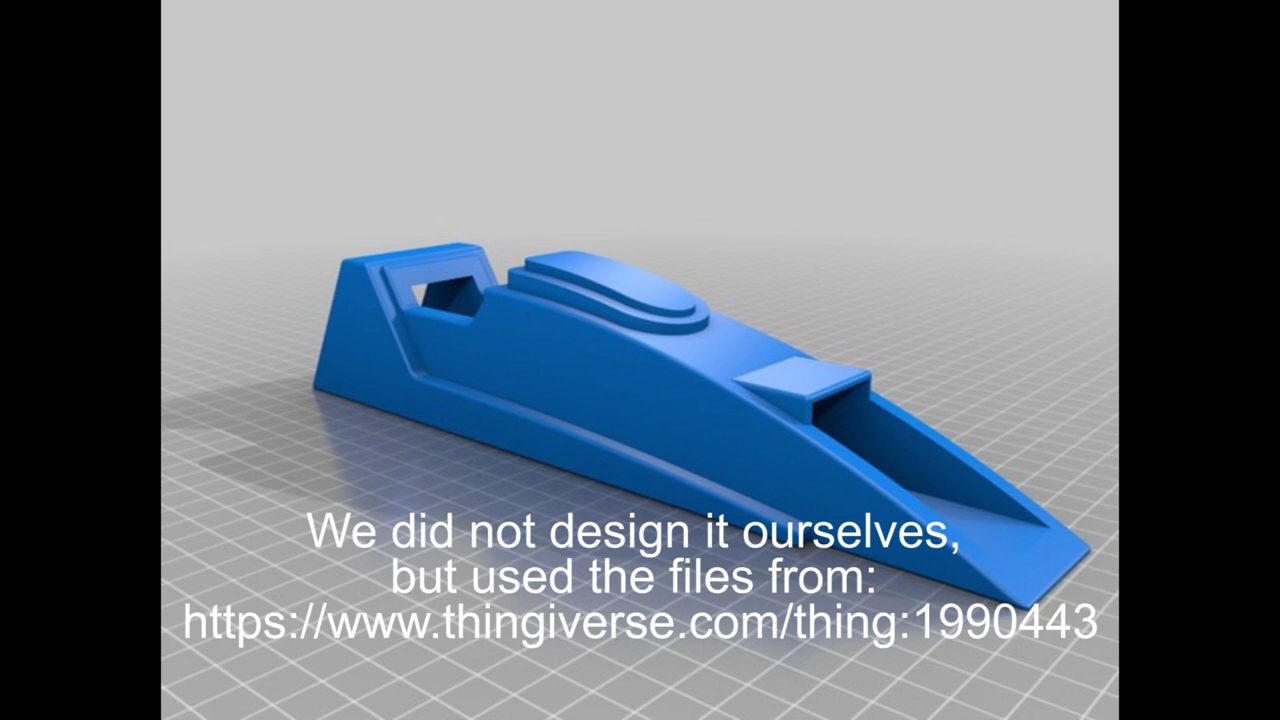 We did not design it ourselves,
but used the files from:
https://www.thingiverse.com/thing:1990443